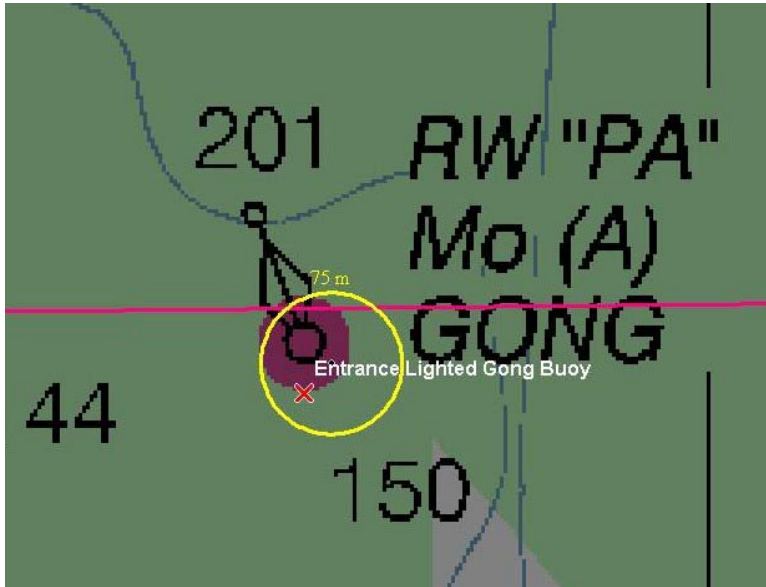 201
RW "PA"
Mo (A)
GONG
75 m
Entrance Lighted Gong Buoy
44
150